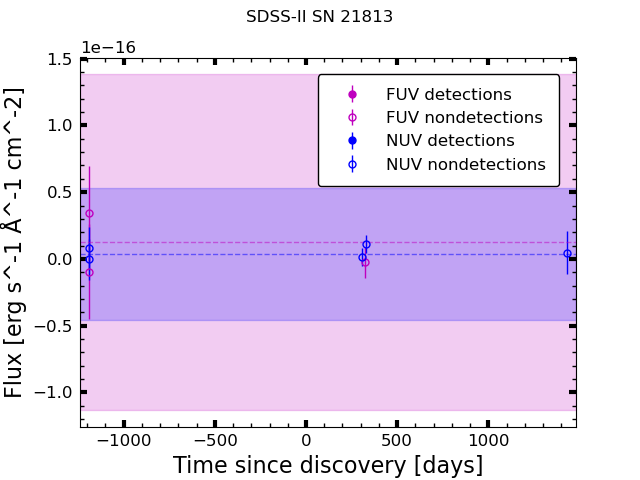 SDSS-II SN 21813
1e−16
1.5
1.0
0.5
0.0
−0.5
−1.0
Flux [erg s^-1 Å^-1 cm^-2]
FUV detections
FUV nondetections
NUV detections
NUV nondetections
−1000 −500 0 500 1000
Time since discovery [days]